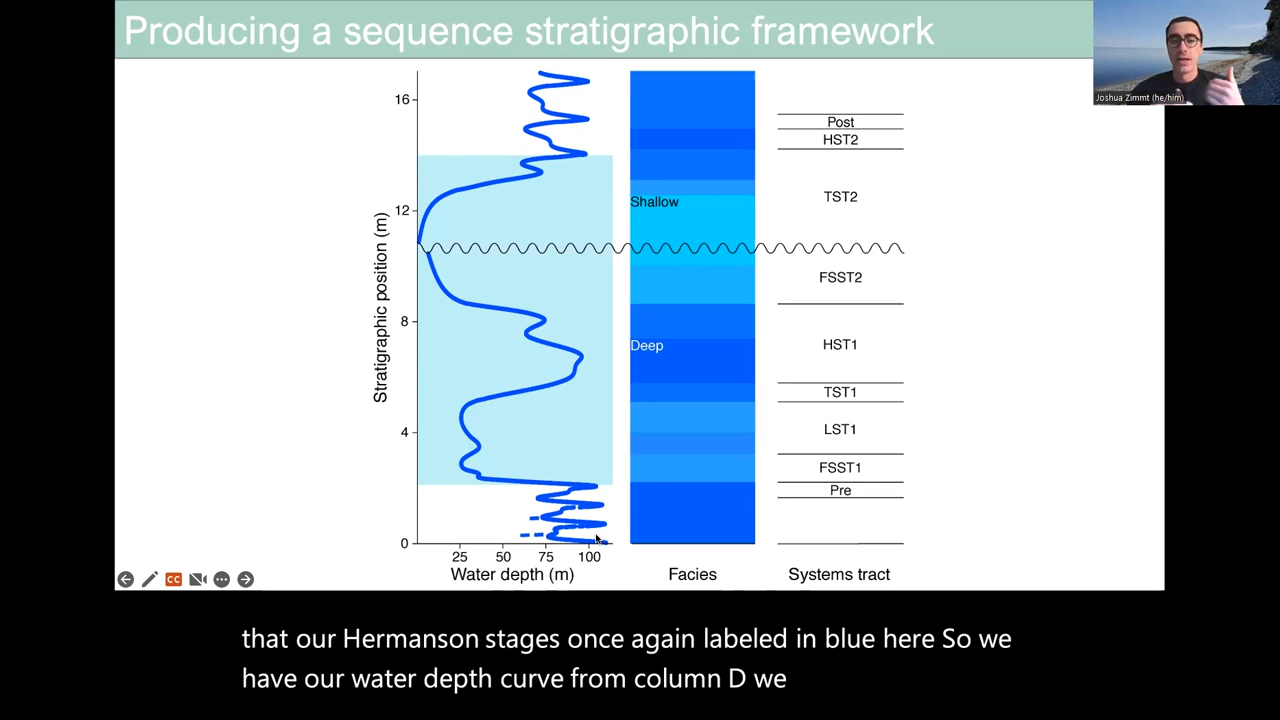 Producing a sequence stratigraphic framework
Joshua Zimmt (he/him)
16
12
8
4
0
Stratigraphic position (m)
25 50 75 100
Water depth (m)
Shallow
Deep
Facies
Post
HST2
TST2
FSST2
HST1
TST1
LST1
FSST1
Pre
Systems tract
CC
that our Hermanson stages once again labeled in blue here So we
have our water depth curve from column D we